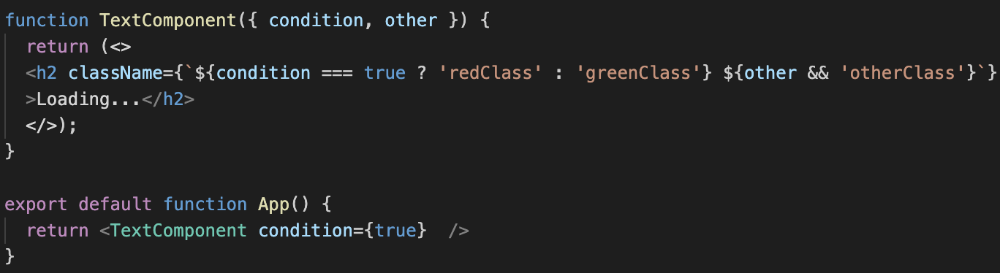 function TextComponent({ condition, other }) {
  return (<>
  <h2 className={`${condition === true ? 'redClass' : 'greenClass'} ${other && 'otherClass'}`}
  >Loading...</h2>
  </>);
}

export default function App() {
  return <TextComponent condition={true}  />
}